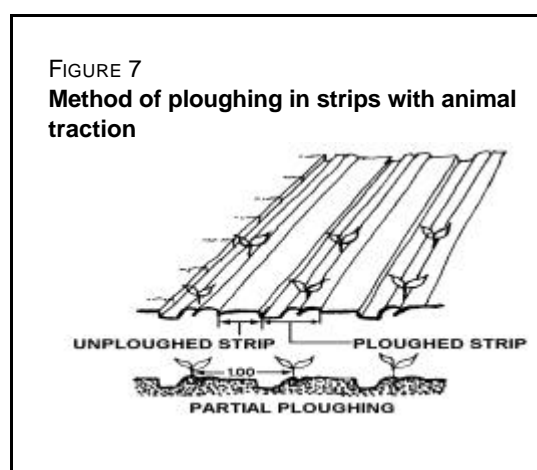 FIGURE 7
Method of ploughing in strips with animal
traction
UNPLOUGHED STRIP PLOUGHED STRIP
1.00
PARTIAL PLOUGHING